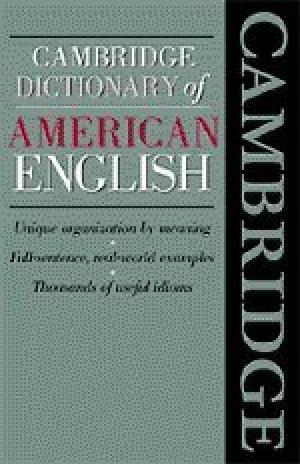 CAMBRIDGE
DICTIONARY of
AMERICAN
ENGLISH
Unique organization by meaning
Full-sentence, real-world examples
Thousands of useful idioms
CAMBRIDGE